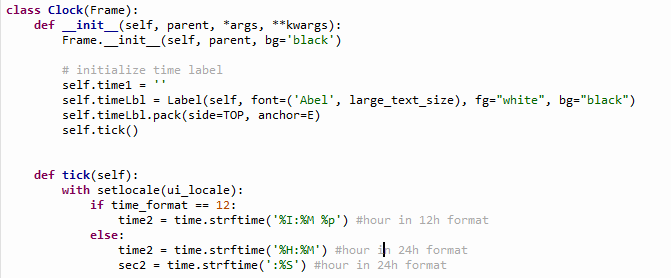 class Clock(Frame):
    def __init__(self, parent, *args, **kwargs):
        Frame.__init__(self, parent, bg='black')
        # initialize time label
        self.time1 = ''
        self.timeLbl = Label(self, font=('Abel', large_text_size), fg="white", bg="black")
        self.timeLbl.pack(side=TOP, anchor=E)
        self.tick()
    def tick(self):
        with setlocale(ui_locale):
            if time_format == 12:
                time2 = time.strftime('%I:%M %p') #hour in 12h format
            else:
                time2 = time.strftime('%H:%M') #hour in 24h format
                sec2 = time.strftime(':%S') #hour in 24h format